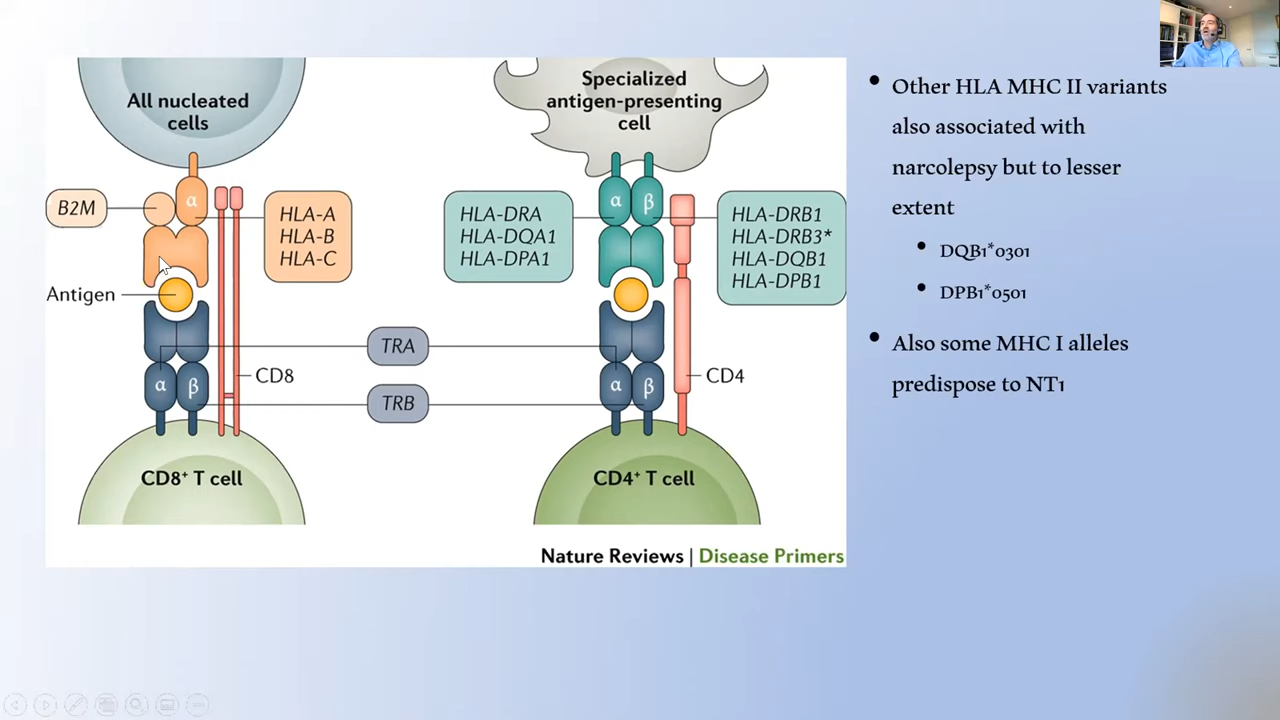 All nucleated
cells
Specialized
antigen-presenting
cell
B2M
α
HLA-A
HLA-B
HLA-C
HLA-DRA
HLA-DQA1
HLA-DPA1
α
β
HLA-DRB1
HLA-DRB3*
HLA-DQB1
HLA-DPB1
Antigen
TRA
α
β
CD8
TRB
α
β
CD4
CD8⁺ T cell
CD4⁺ T cell
Nature Reviews | Disease Primers
• Other HLA MHC II variants
also associated with
narcolepsy but to lesser
extent
• DQB1*0301
• DPB1*0501
• Also some MHC I alleles
predispose to NT1